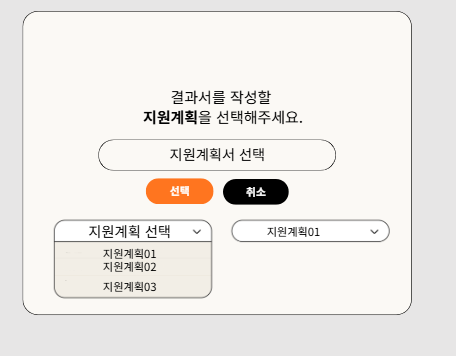 결과서를 작성할
지원계획을 선택해주세요.
지원계획서 선택
선택
취소
지원계획 선택
지원계획01
지원계획02
지원계획03
지원계획01